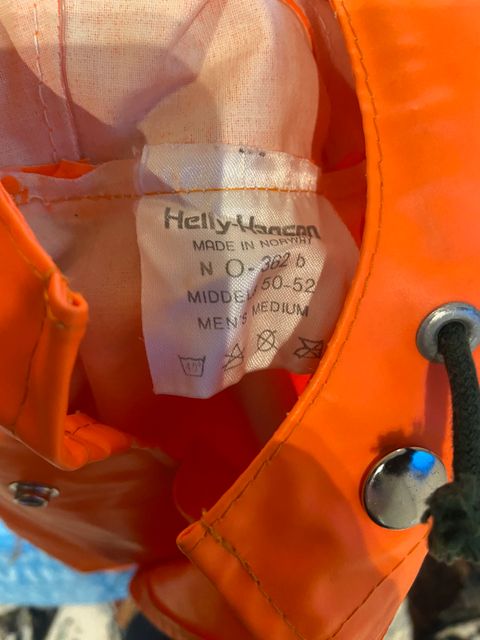 Helly-Hansen
MADE IN NORWAY
N O-362 b
MIDDEL 50-52
MEN'S MEDIUM